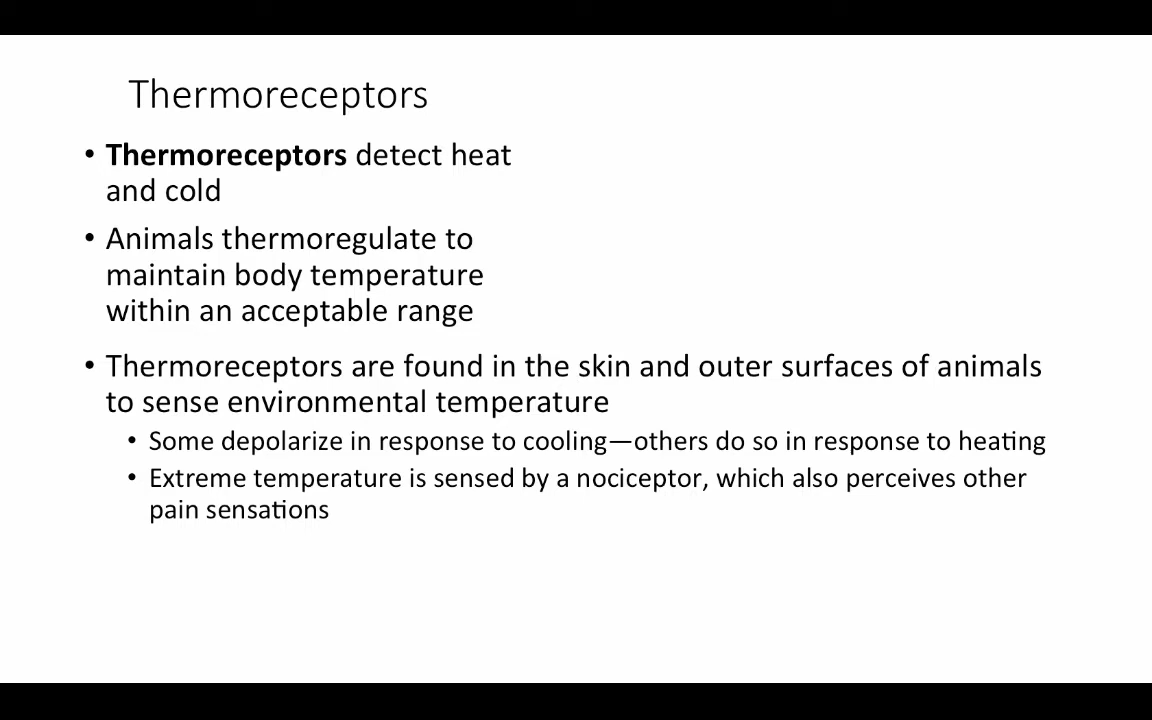 Thermoreceptors
• Thermoreceptors detect heat
and cold
• Animals thermoregulate to
maintain body temperature
within an acceptable range
• Thermoreceptors are found in the skin and outer surfaces of animals
to sense environmental temperature
• Some depolarize in response to cooling—others do so in response to heating
• Extreme temperature is sensed by a nociceptor, which also perceives other
pain sensations